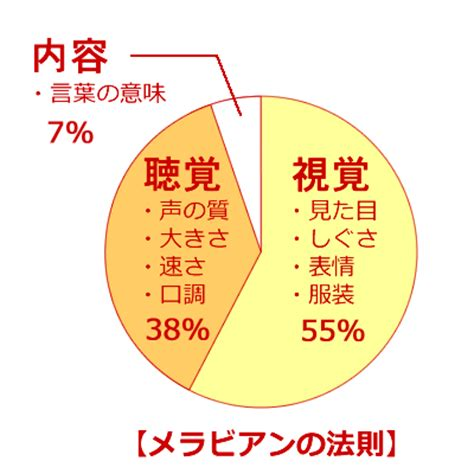 内容
・言葉の意味
7%
聴覚
・声の質
・大きさ
・速さ
・口調
38%
視覚
・見た目
・しぐさ
・表情
・服装
55%
【メラビアンの法則】